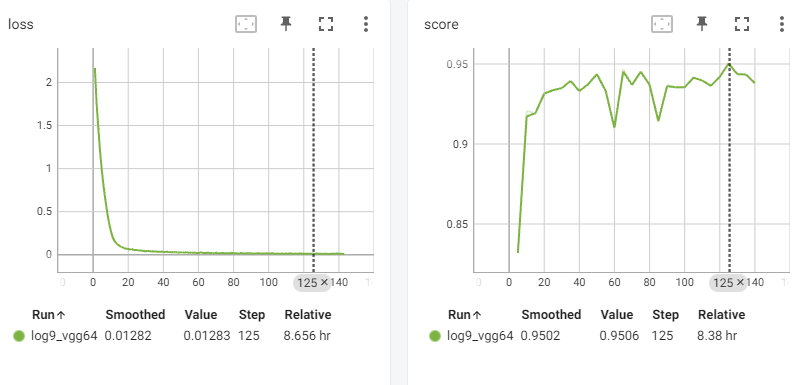 loss
2
1.5
1
0.5
0
0 0 20 40 60 80 100 125 × 140 160
Run↑ Smoothed Value Step Relative
log9_vgg64 0.01282 0.01283 125 8.656 hr
score
0.95
0.9
0.85
0 20 40 60 80 100 125 × 140
Run↑ Smoothed Value Step Relative
log9_vgg64 0.9502 0.9506 125 8.38 hr